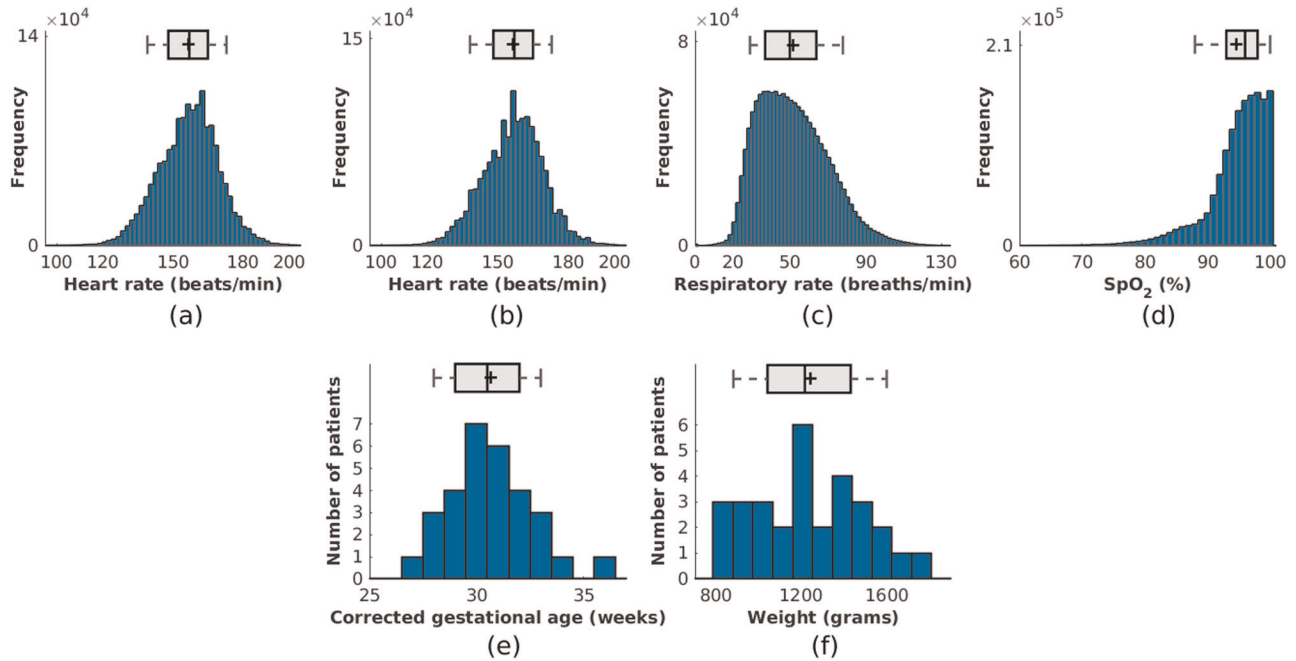 ×10⁴
14
Frequency
0
100 120 150 180 200
Heart rate (beats/min)
(a)
×10⁴
15
Frequency
0
100 120 150 180 200
Heart rate (beats/min)
(b)
8
×10⁴
Frequency
0
0 20 50 90 130
Respiratory rate (breaths/min)
(c)
×10⁵
2.1
Frequency
0
60 70 80 90 100
SpO₂ (%)
(d)
Number of patients
7
6
5
4
3
2
1
0
25 30 35
Corrected gestational age (weeks)
(e)
Number of patients
6
5
4
3
2
1
0
800 1200 1600
Weight (grams)
(f)